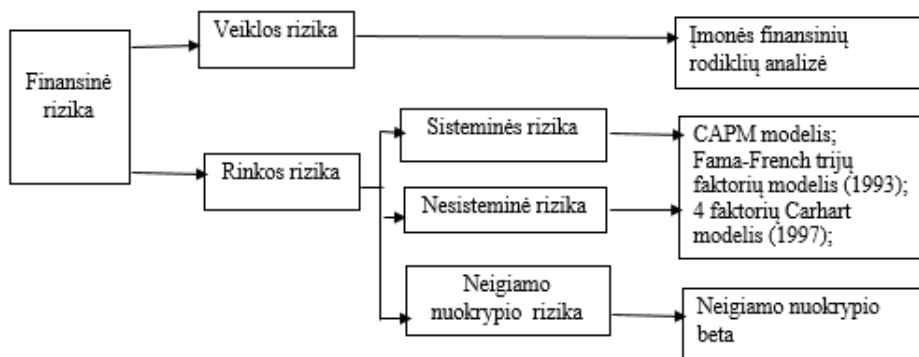 Finansinė
rizika
Veiklos rizika
Įmonės finansinių
rodiklių analizė
Rinkos rizika
Sisteminės rizika
Nesisteminė rizika
CAPM modelis;
Fama-French trijų
faktorių modelis (1993);
4 faktorių Carhart
modelis (1997);
Neigiamo
nuokrypio rizika
Neigiamo nuokrypio
beta